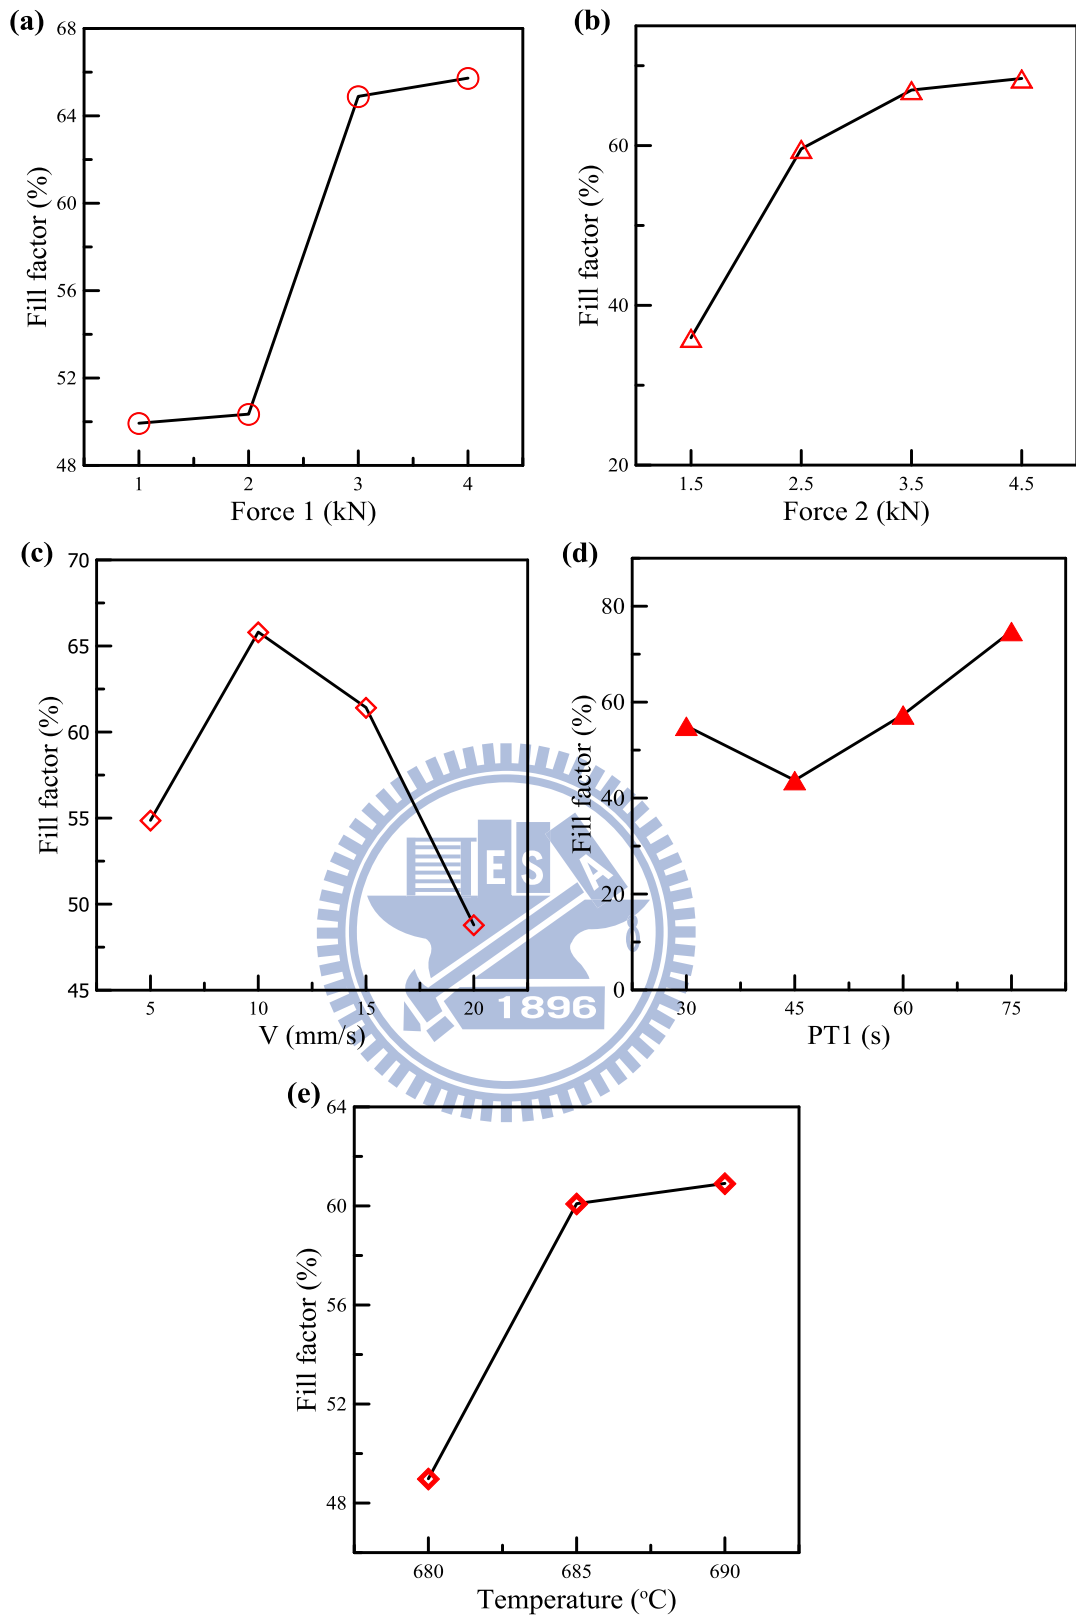 (a)
68
64
60
56
52
48
Fill factor (%)
1 2 3 4
Force 1 (kN)
(b)
60
40
20
Fill factor (%)
1.5 2.5 3.5 4.5
Force 2 (kN)
(c)
70
65
60
55
50
45
Fill factor (%)
5 10 15 20
V (mm/s)
(d)
80
60
40
20
0
Fill factor (%)
30 45 60 75
PT1 (s)
E S A
1896
(e)
64
60
56
52
48
Fill factor (%)
680 685 690
Temperature (°C)